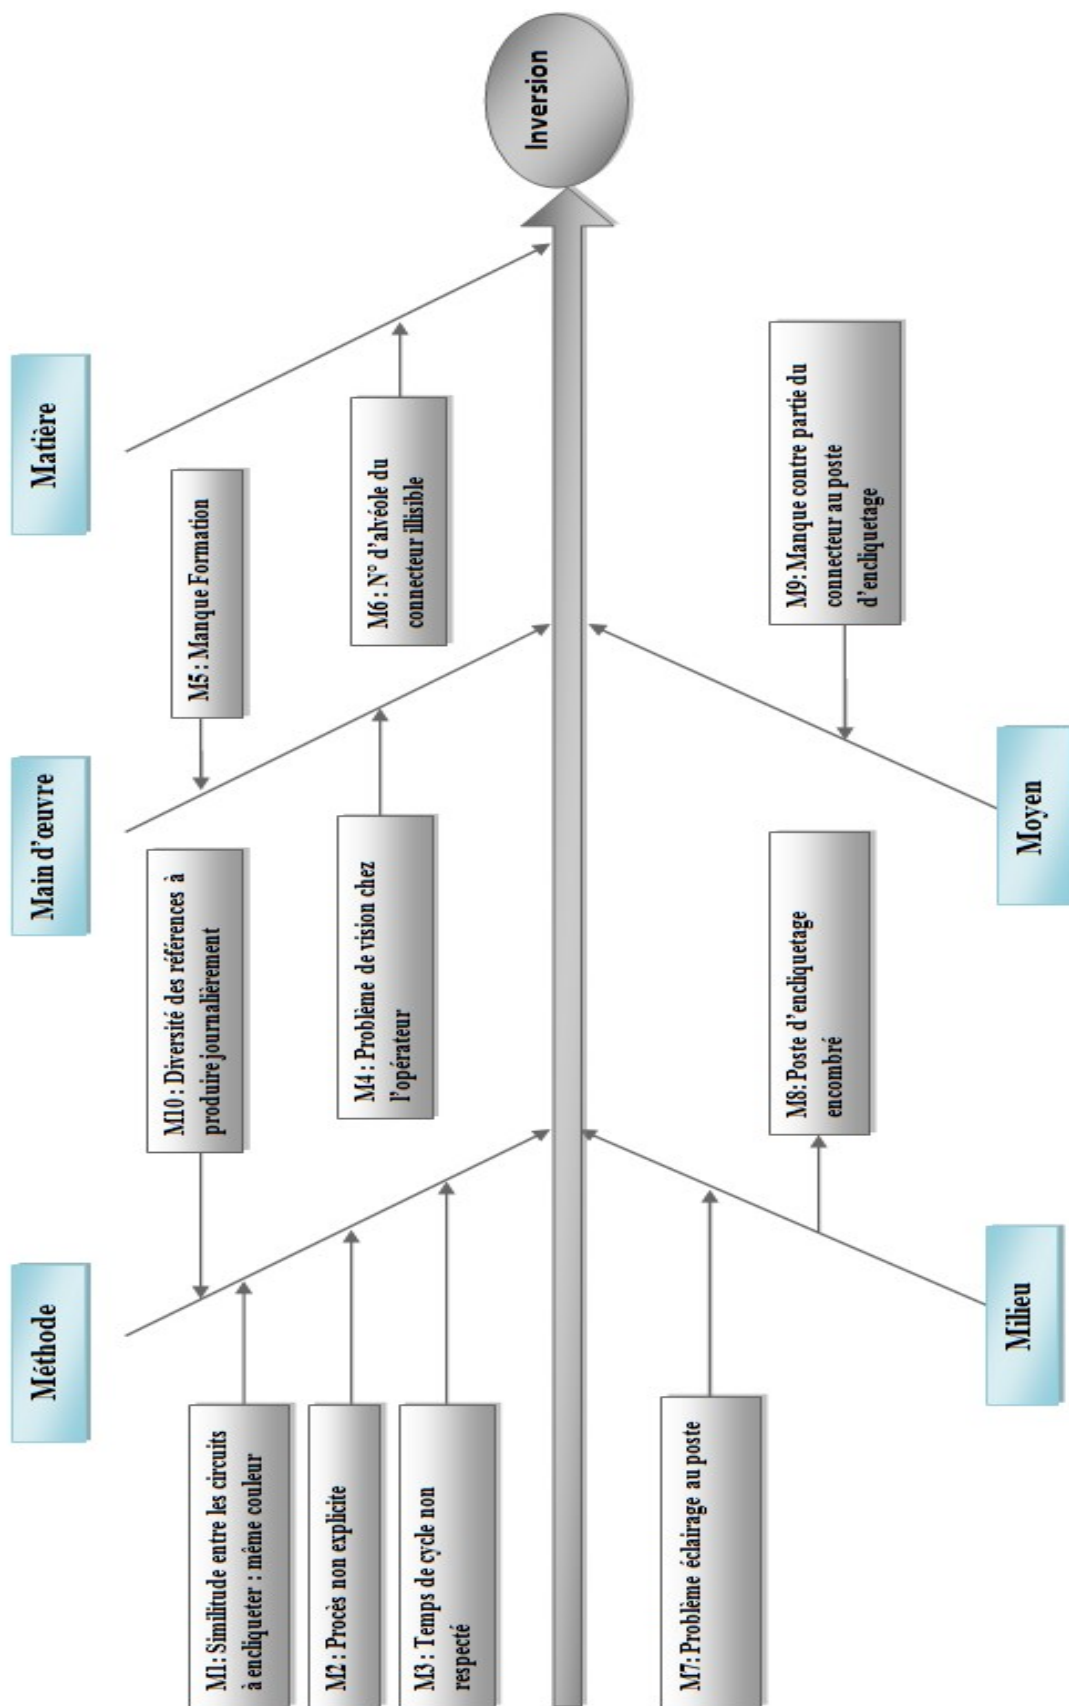 Méthode
Main d'œuvre
Matière
M10: Diversité des références à
produire journalièrement
M5: Manque Formation
M1: Similitude entre les circuits
à encliqueter : même couleur
M2: Procès non explicite
M3: Temps de cycle non
respecté
M4: Problème de vision chez
l'opérateur
M6: N° d'alvéole du
connecteur illisible
Inversion
M7: Problème éclairage au poste
M8: Poste d'encliquetage
encombré
M9: Manque contre partie du
connecteur au poste
d'encliquetage
Milieu
Moyen